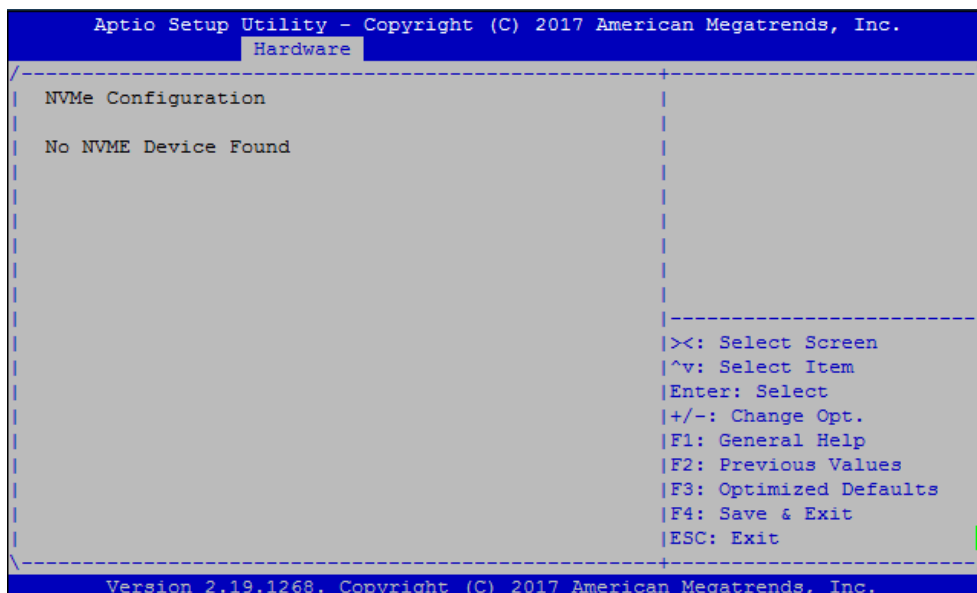 Aptio Setup Utility - Copyright (C) 2017 American Megatrends, Inc.
Hardware
NVMe Configuration
No NVME Device Found
><: Select Screen
^v: Select Item
Enter: Select
+/-: Change Opt.
F1: General Help
F2: Previous Values
F3: Optimized Defaults
F4: Save & Exit
ESC: Exit
Version 2.19.1268. Copyright (C) 2017 American Megatrends, Inc.